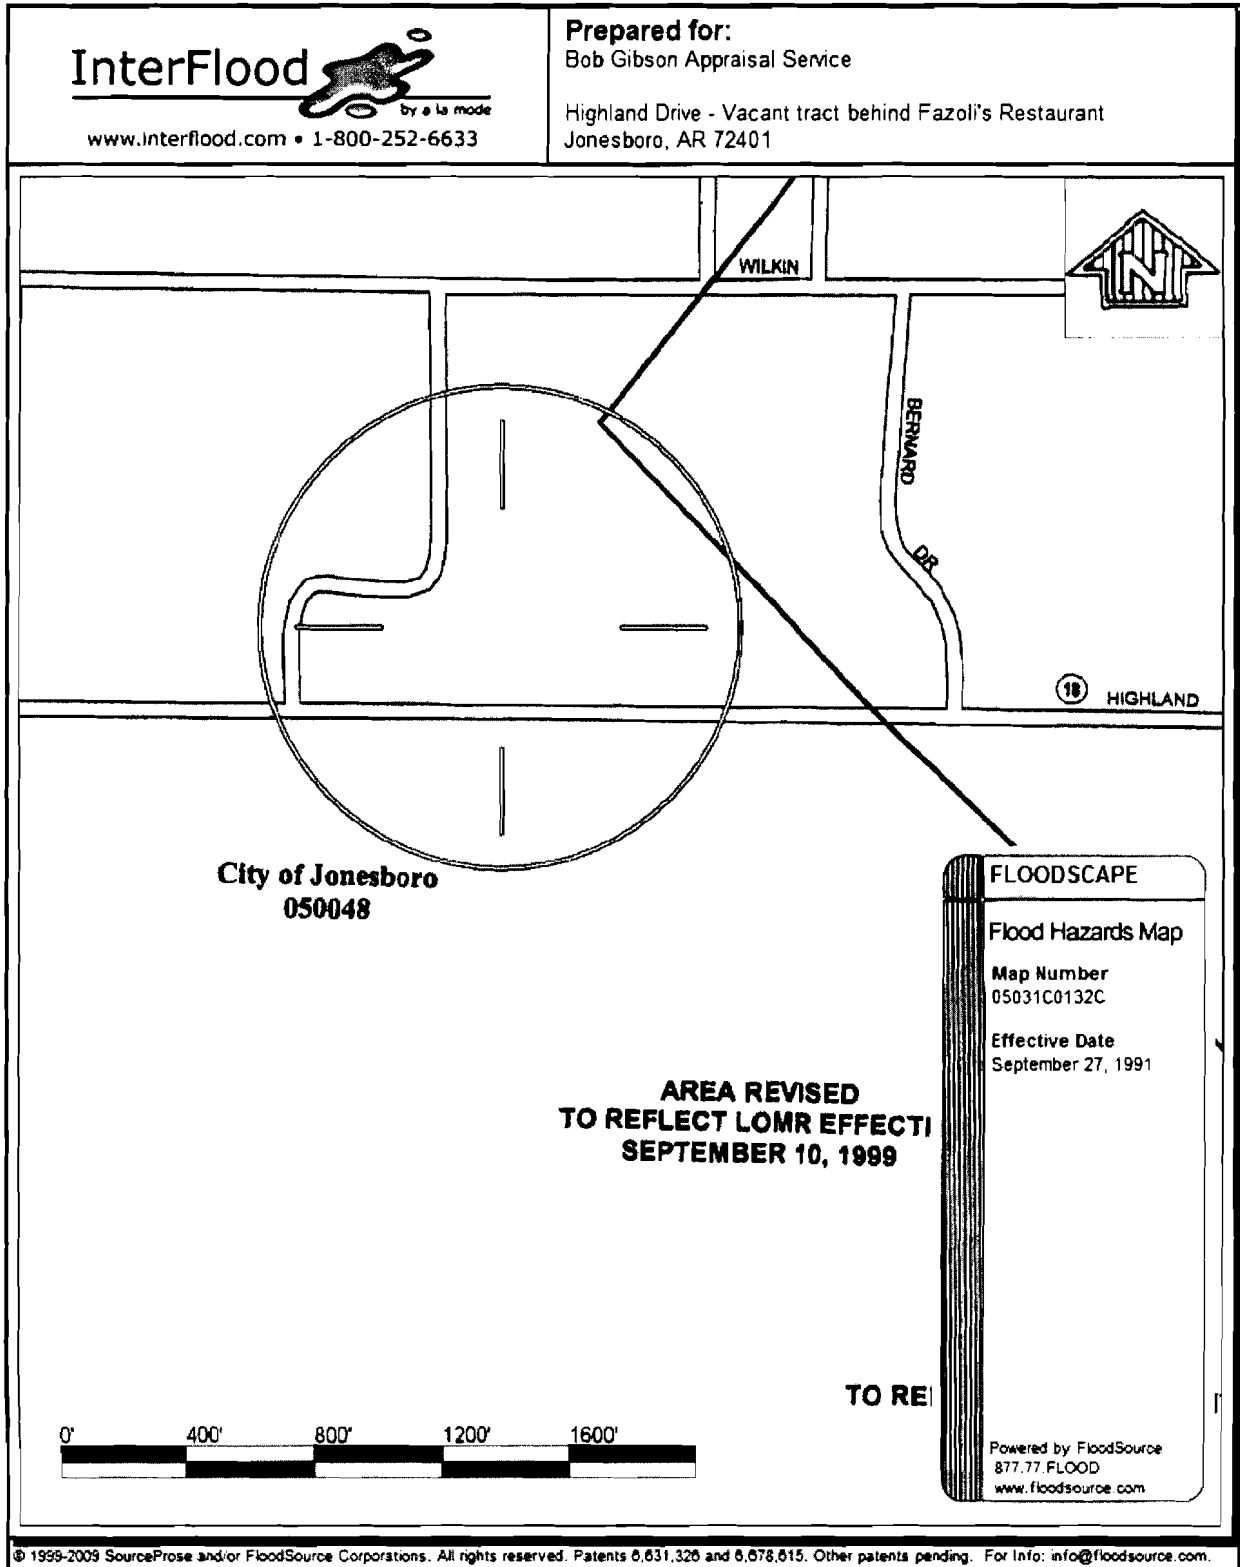 InterFlood
by a la mode
www.interflood.com • 1-800-252-6633
Prepared for:
Bob Gibson Appraisal Service
Highland Drive - Vacant tract behind Fazoli's Restaurant
Jonesboro, AR 72401
N
WILKIN
BERNARD
DR
18
HIGHLAND
City of Jonesboro
050048
FLOODSCAPE
Flood Hazards Map
Map Number
05031C0132C
Effective Date
September 27, 1991
AREA REVISED
TO REFLECT LOMR EFFECTI
SEPTEMBER 10, 1999
TO RE
0' 400' 800' 1200' 1600'
Powered by FloodSource
877.77.FLOOD
www.floodsource.com
© 1999-2009 SourceProse and/or FloodSource Corporations. All rights reserved. Patents 6,631,326 and 6,678,615. Other patents pending. For Info: info@floodsource.com.